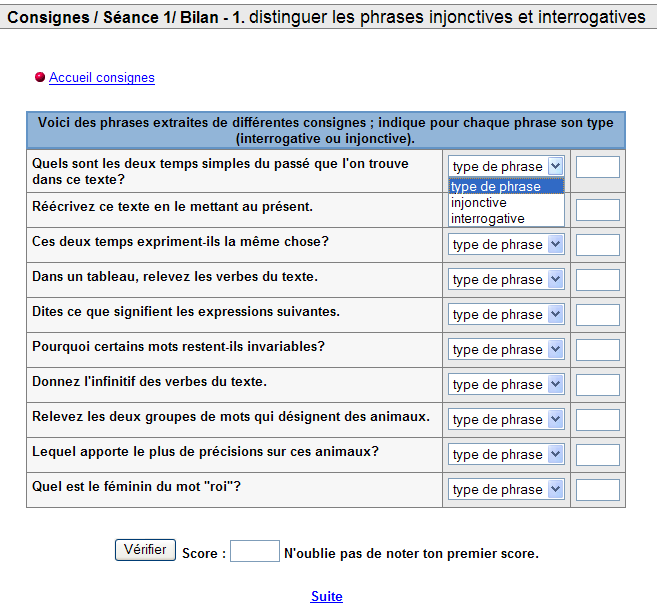 Consignes / Séance 1/ Bilan - 1. distinguer les phrases injonctives et interrogatives
Accueil consignes
Voici des phrases extraites de différentes consignes ; indique pour chaque phrase son type
(interrogative ou injonctive).
Quels sont les deux temps simples du passé que l'on trouve
dans ce texte?
type de phrase
type de phrase
injonctive
interrogative
Réécrivez ce texte en le mettant au présent.
Ces deux temps expriment-ils la même chose?
type de phrase
Dans un tableau, relevez les verbes du texte.
type de phrase
Dites ce que signifient les expressions suivantes.
type de phrase
Pourquoi certains mots restent-ils invariables?
type de phrase
Donnez l'infinitif des verbes du texte.
type de phrase
Relevez les deux groupes de mots qui désignent des animaux.
type de phrase
Lequel apporte le plus de précisions sur ces animaux?
type de phrase
Quel est le féminin du mot "roi"?
type de phrase
Vérifier Score : N'oublie pas de noter ton premier score.
Suite